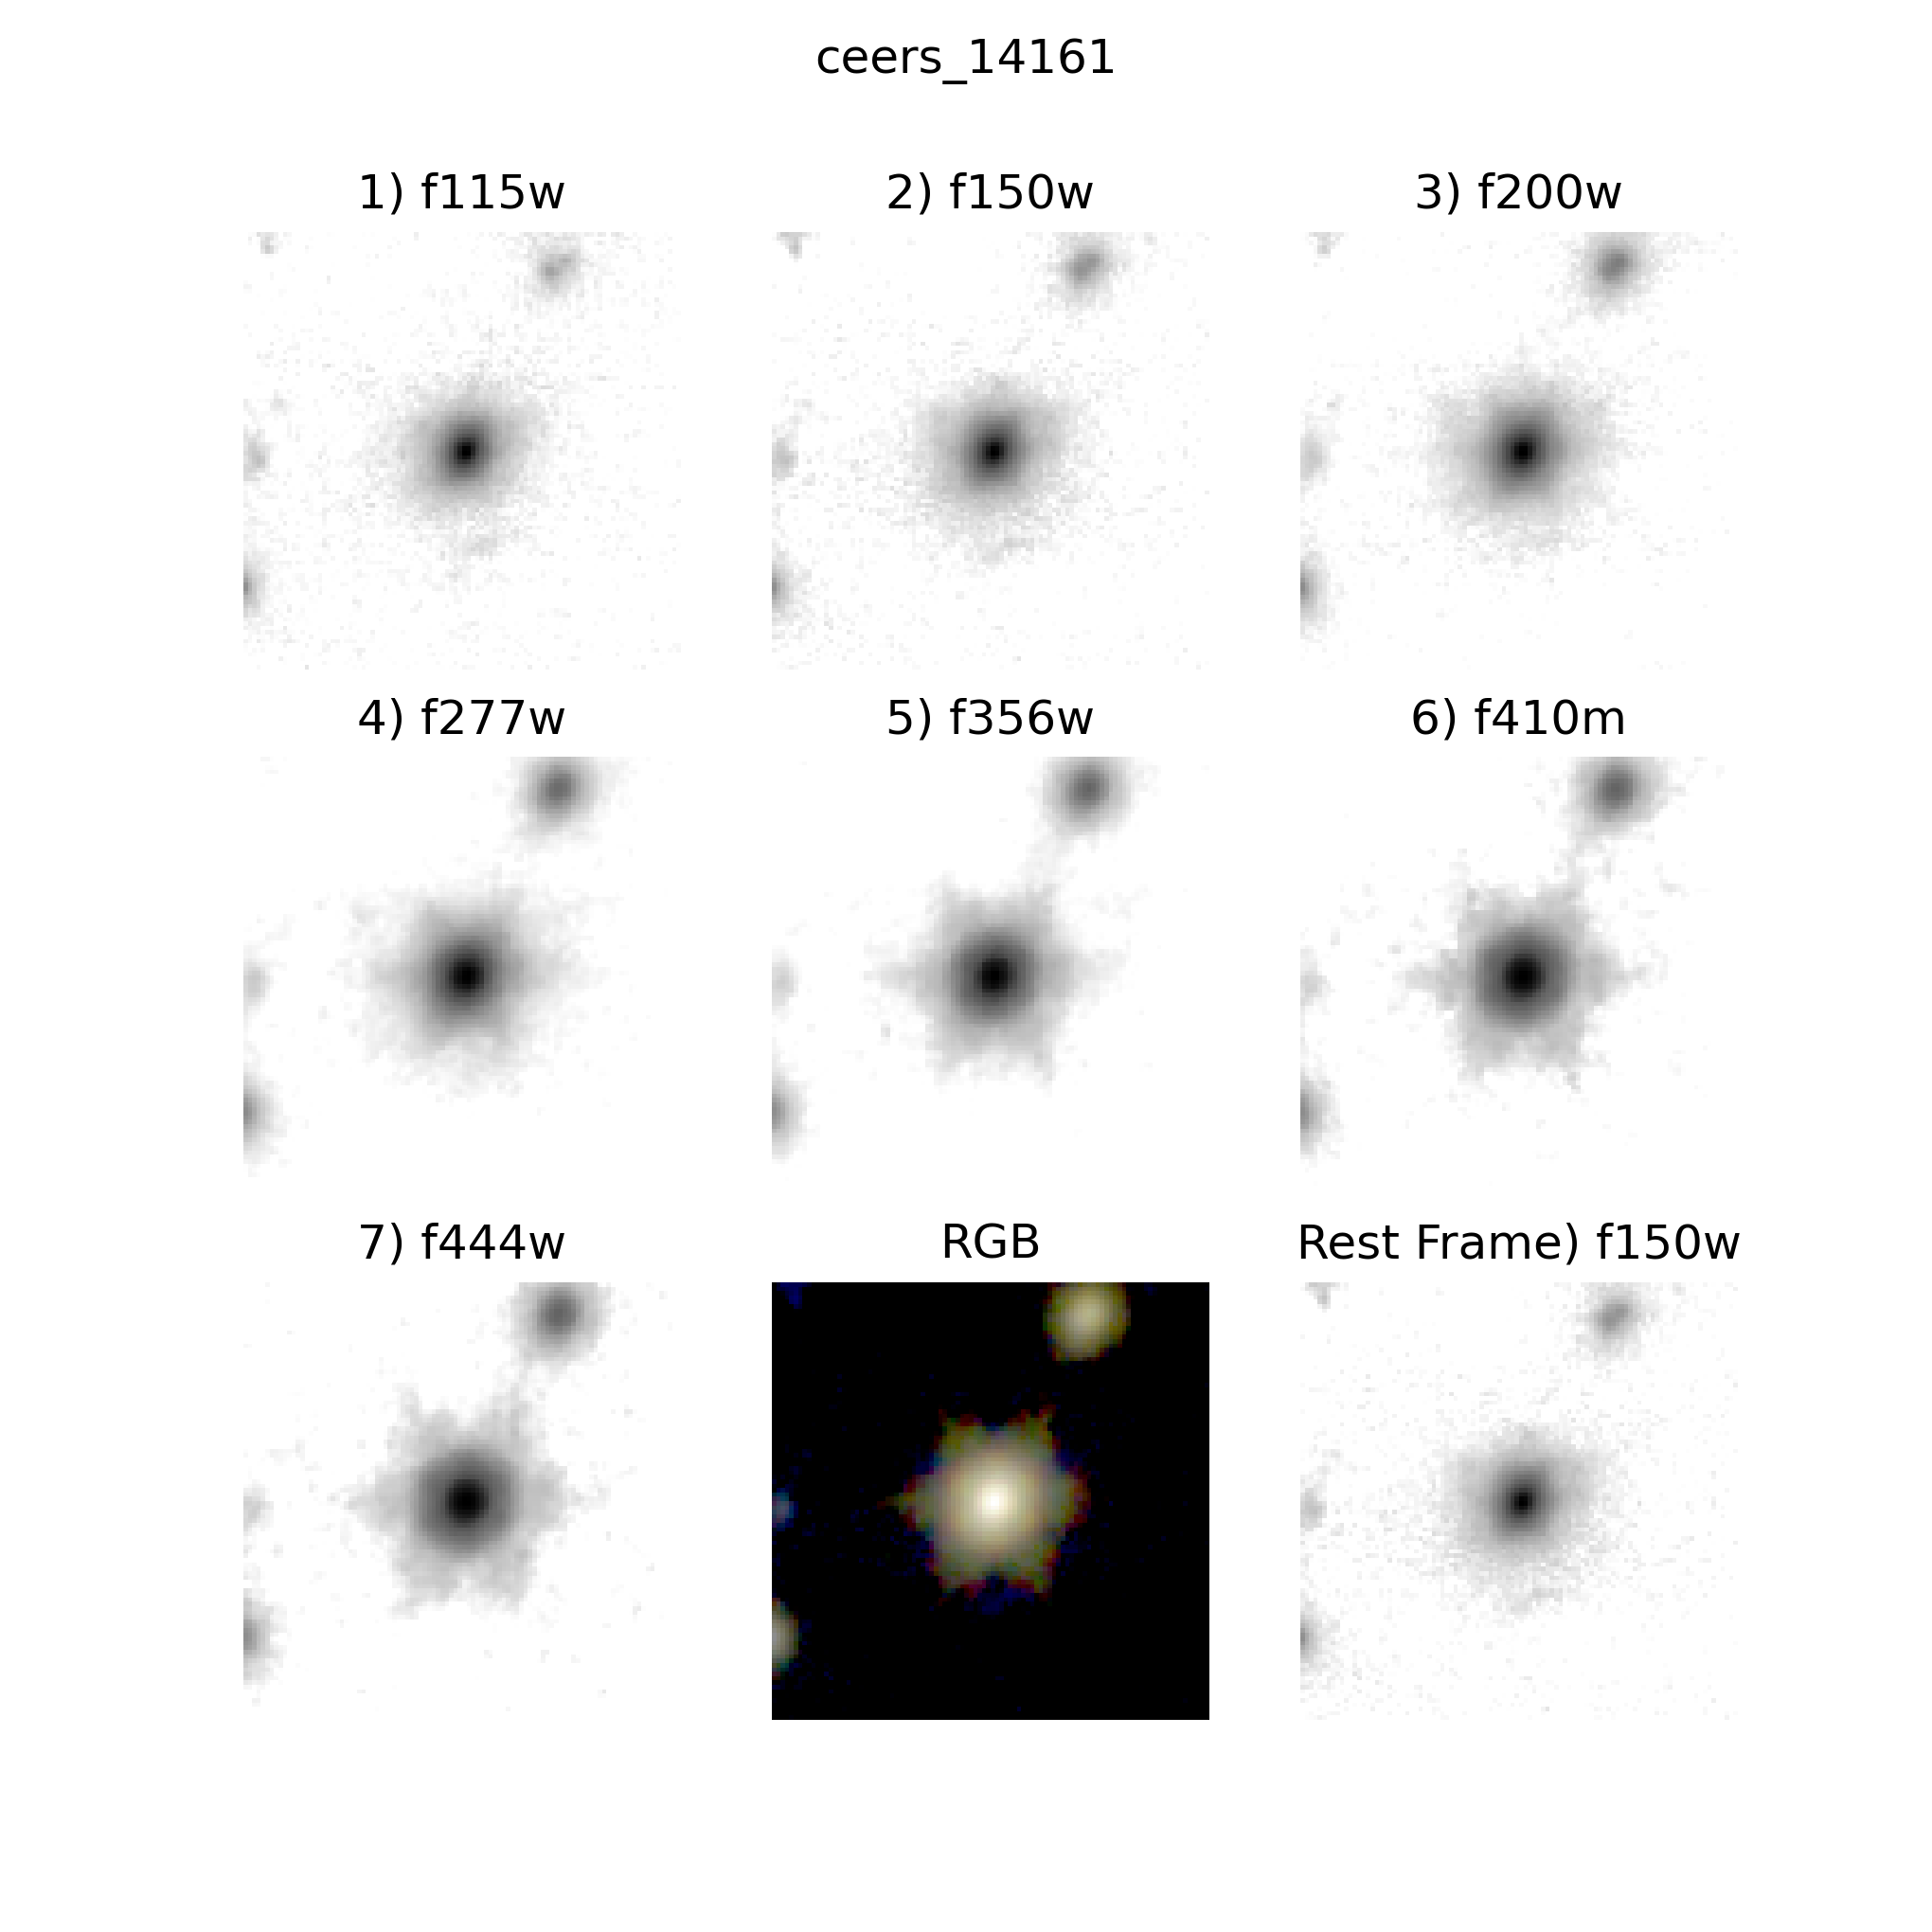 ceers_14161
1) f115w
2) f150w
3) f200w
4) f277w
5) f356w
6) f410m
7) f444w
RGB
Rest Frame) f150w